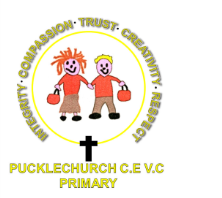 INTEGRITY · COMPASSION · TRUST · CREATIVITY · RESPECT
PUCKLECHURCH C.E V.C
PRIMARY